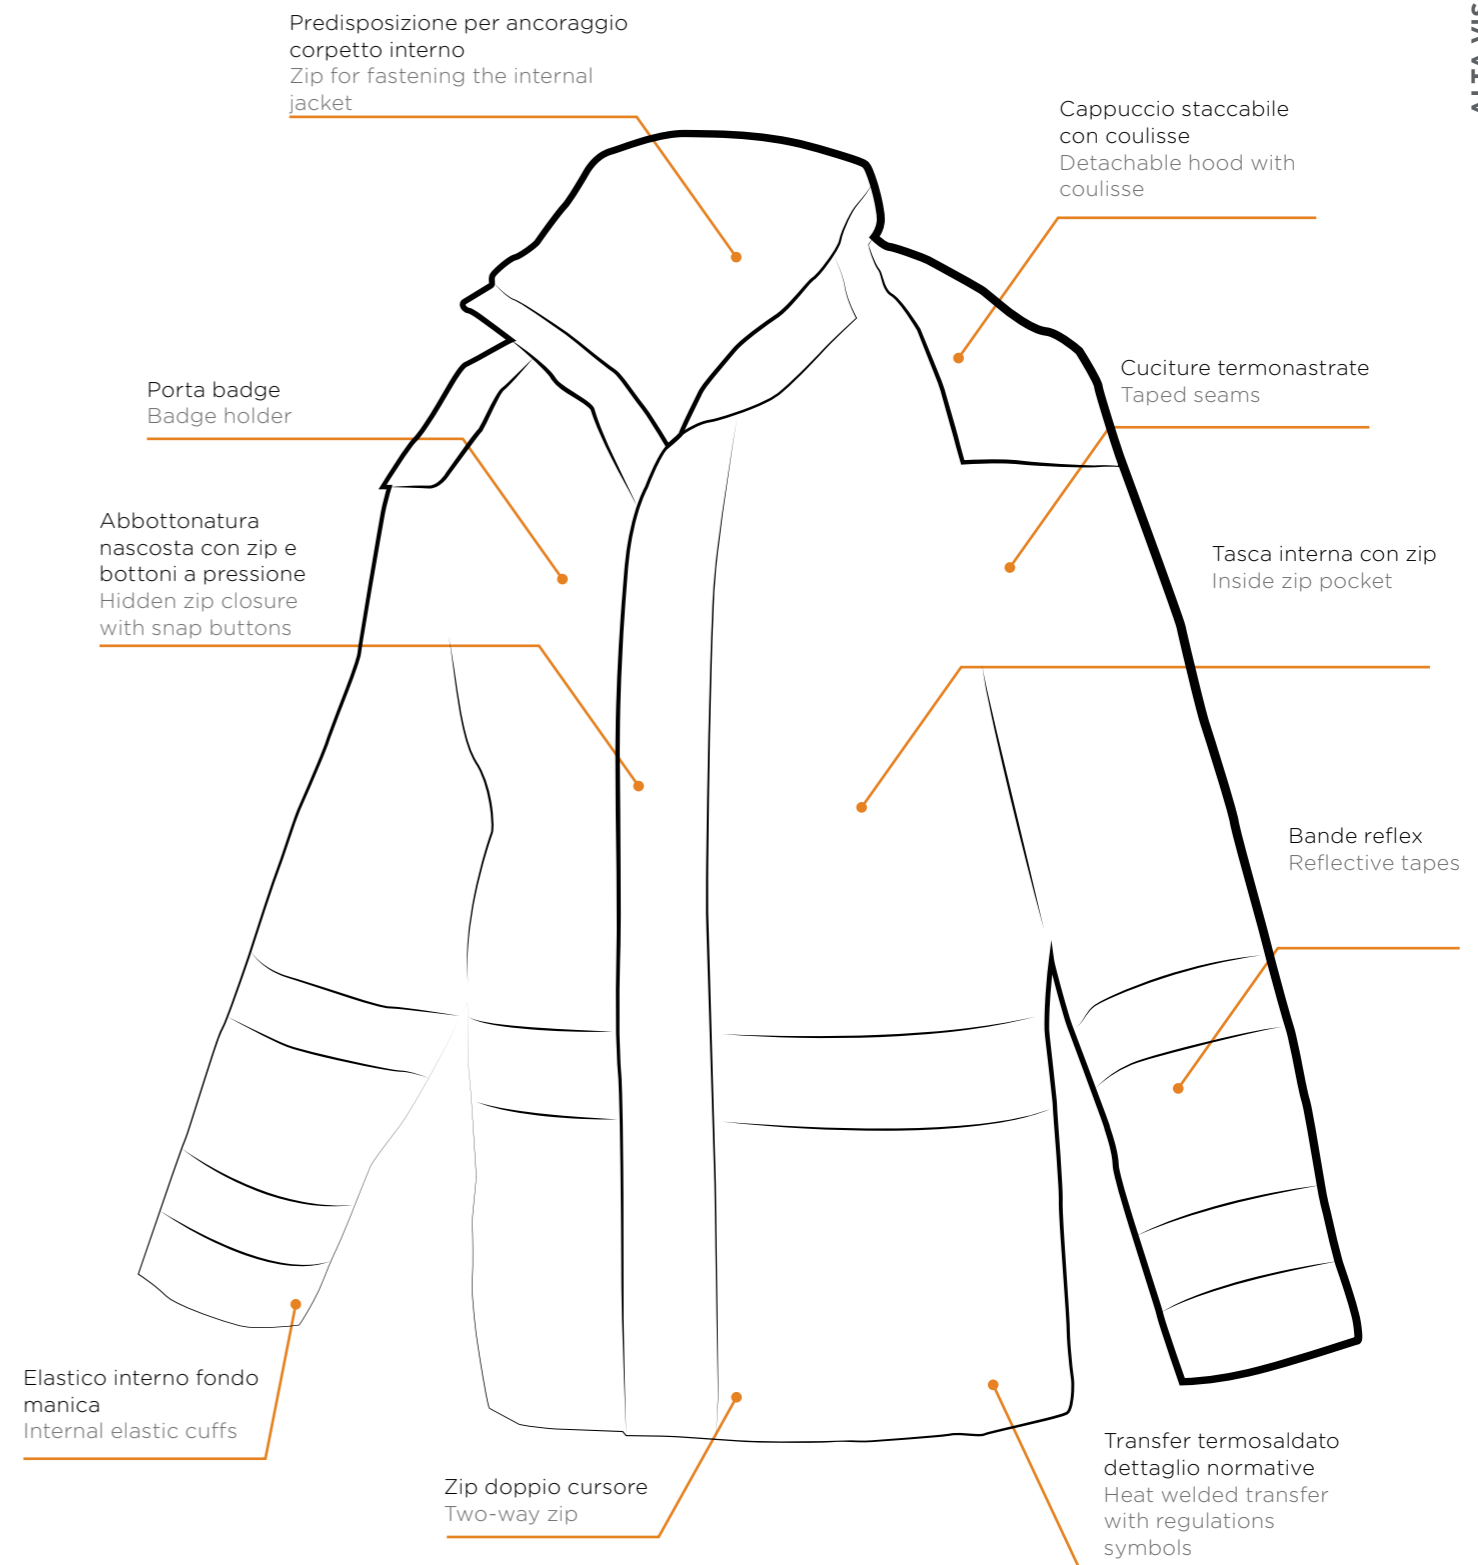 Predisposizione per ancoraggio
corpetto interno
Zip for fastening the internal
jacket
ALTA VIS
Cappuccio staccabile
con coulisse
Detachable hood with
coulisse
Porta badge
Badge holder
Cuciture termonastrate
Taped seams
Abbottonatura
nascosta con zip e
bottoni a pressione
Hidden zip closure
with snap buttons
Tasca interna con zip
Inside zip pocket
Bande reflex
Reflective tapes
Elastico interno fondo
manica
Internal elastic cuffs
Zip doppio cursore
Two-way zip
Transfer termosaldato
dettaglio normative
Heat welded transfer
with regulations
symbols